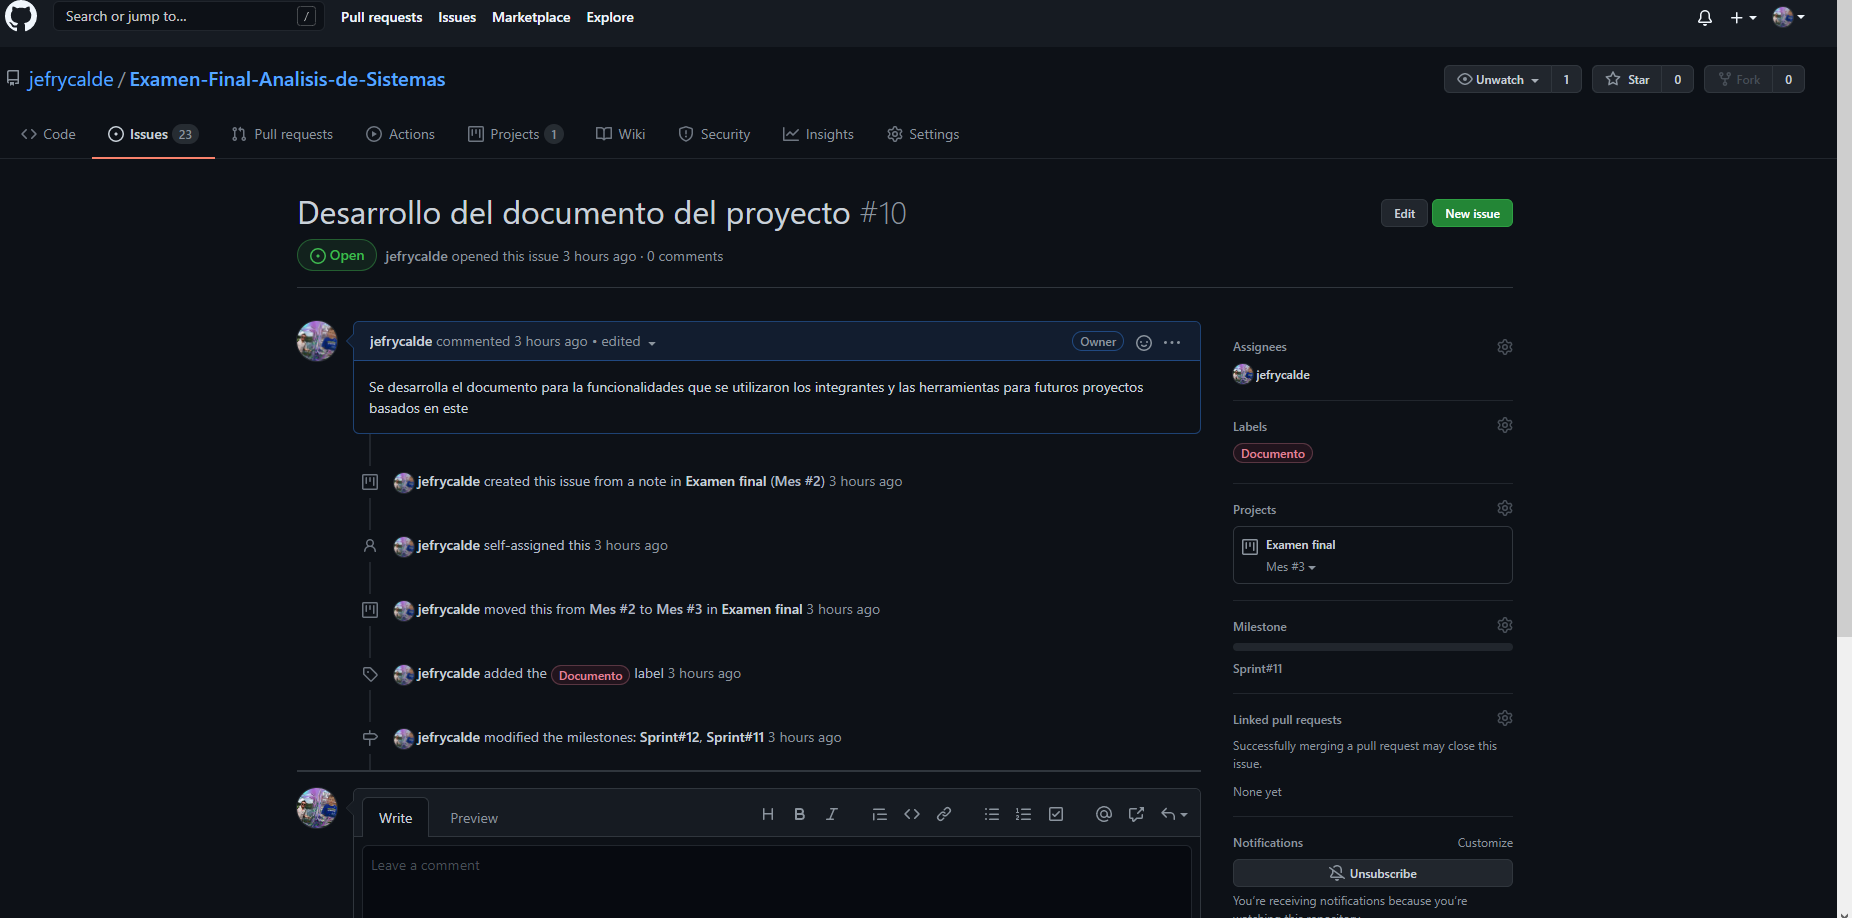 Search or jump to... /
Pull requests Issues Marketplace Explore
jefrycalde / Examen-Final-Analisis-de-Sistemas
Unwatch 1 Star 0 Fork 0
Code Issues 23 Pull requests Actions Projects 1 Wiki Security Insights Settings
Desarrollo del documento del proyecto #10
Edit New issue
Open jefrycalde opened this issue 3 hours ago · 0 comments
jefrycalde commented 3 hours ago • edited
Owner
Se desarrolla el documento para la funcionalidades que se utilizaron los integrantes y las herramientas para futuros proyectos
basados en este
jefrycalde created this issue from a note in Examen final (Mes #2) 3 hours ago
jefrycalde self-assigned this 3 hours ago
jefrycalde moved this from Mes #2 to Mes #3 in Examen final 3 hours ago
jefrycalde added the Documento label 3 hours ago
jefrycalde modified the milestones: Sprint#12, Sprint#11 3 hours ago
Write Preview
H B I
Leave a comment
Assignees
jefrycalde
Labels
Documento
Projects
Examen final
Mes #3
Milestone
Sprint#11
Linked pull requests
Successfully merging a pull request may close this
issue.
None yet
Notifications Customize
Unsubscribe
You're receiving notifications because you're
watching this repository.